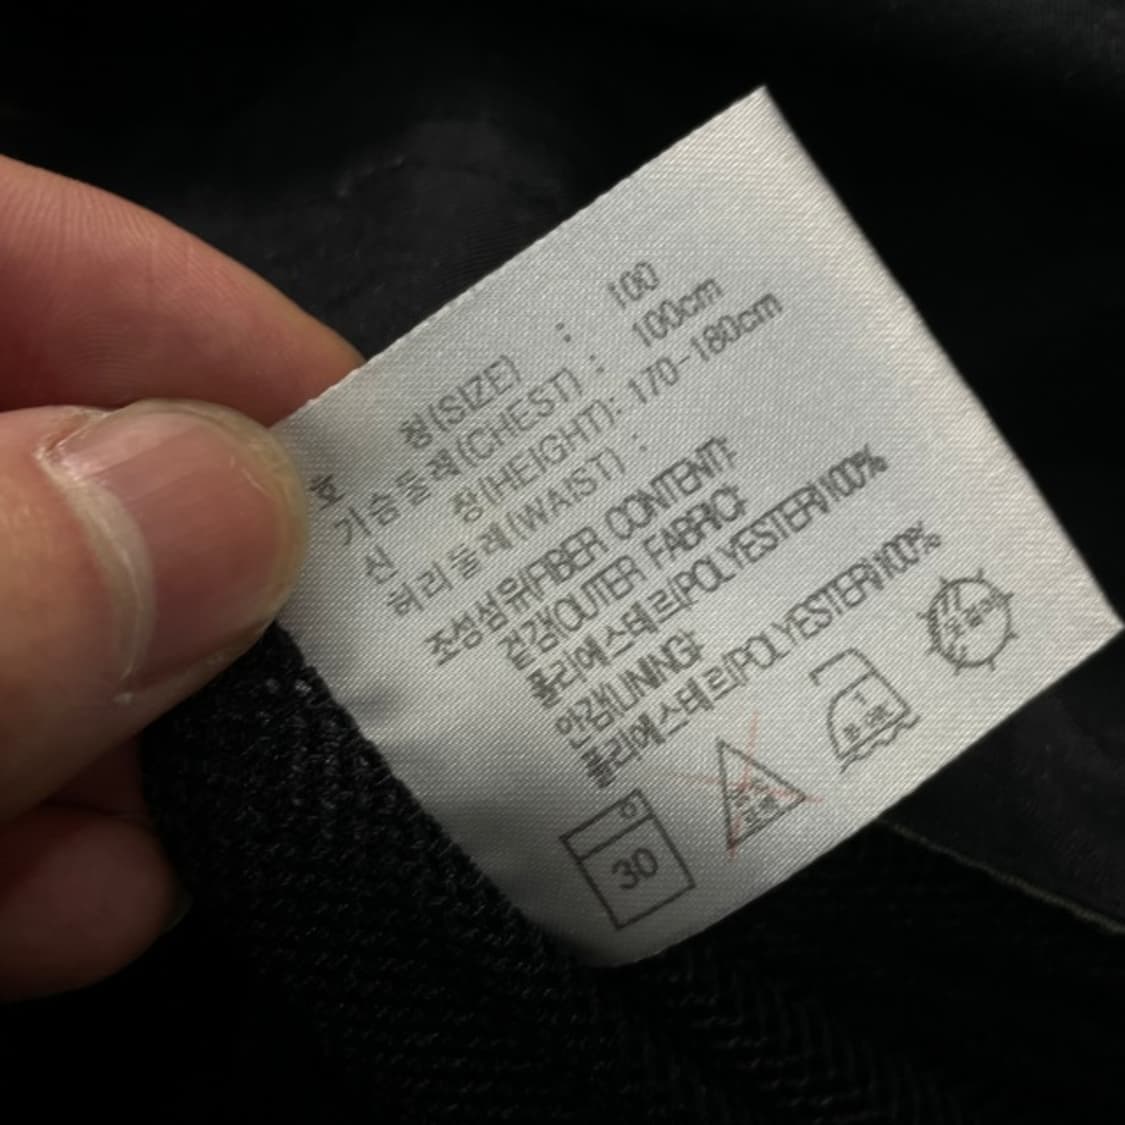 호 칭(SIZE) : 100
가슴둘레(CHEST) : 100cm
신 장(HEIGHT): 170-180cm
허리둘레(WAIST) :
조성섬유(FIBER CONTENT):
겉감(OUTER FABRIC):
폴리에스테르(POLYESTER)100%
안감(LINING):
폴리에스테르(POLYESTER)100%
30